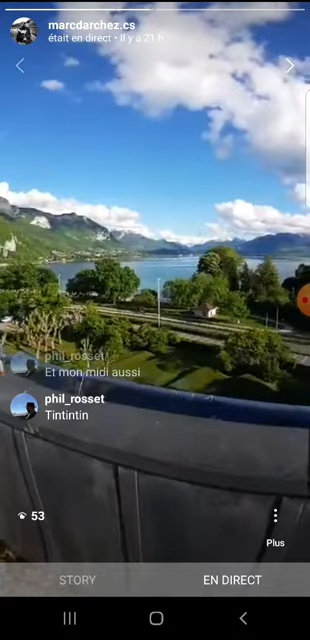 marcdarchez.cs
était en direct • Il y a 21 h
phil_rosset
Et mon midi aussi
phil_rosset
Tintintin
53
Plus
STORY
EN DIRECT